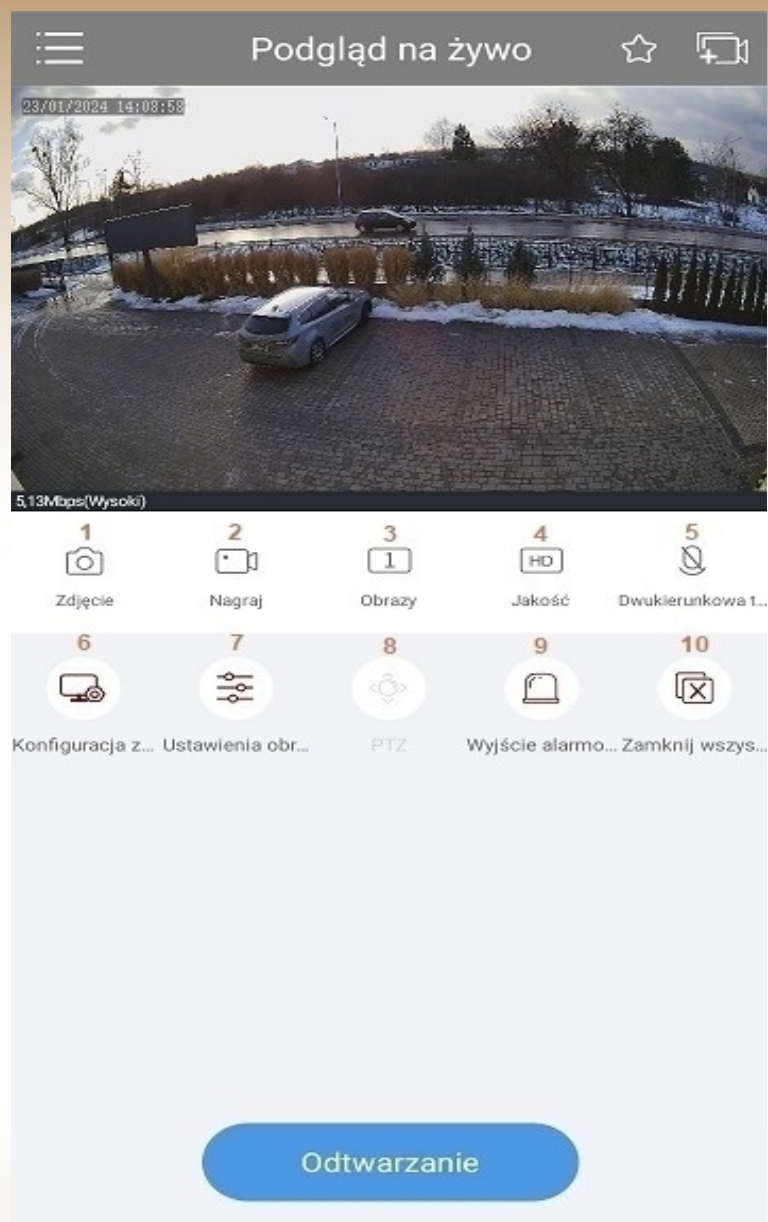 Podgląd na żywo
23/01/2024 14:08:58
5,13Mbps(Wysoki)
1 2 3 4 5
1 HD
Zdjęcie Nagraj Obrazy Jakość Dwukierunkowa t...
6 7 8 9 10
Konfiguracja z... Ustawienia obr... PTZ Wyjście alarmo... Zamknij wszys...
Odtwarzanie